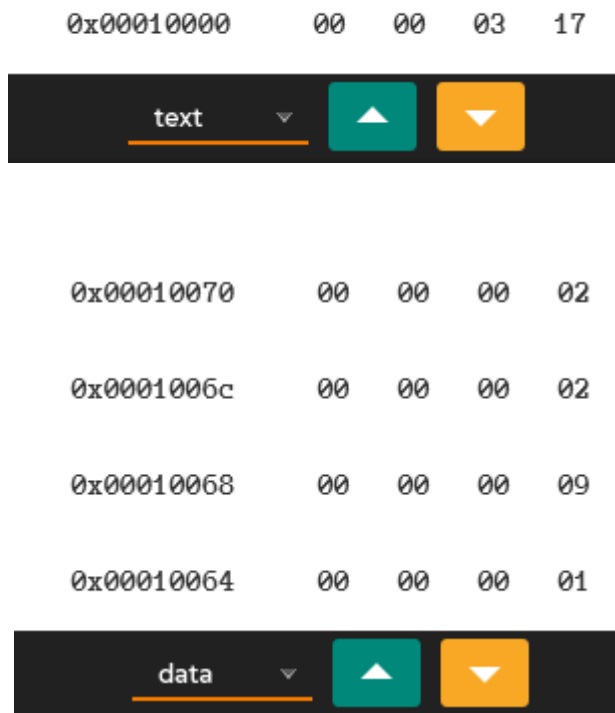 0x00010000 00 00 03 17
text
0x00010070 00 00 00 02
0x0001006c 00 00 00 02
0x00010068 00 00 00 09
0x00010064 00 00 00 01
data